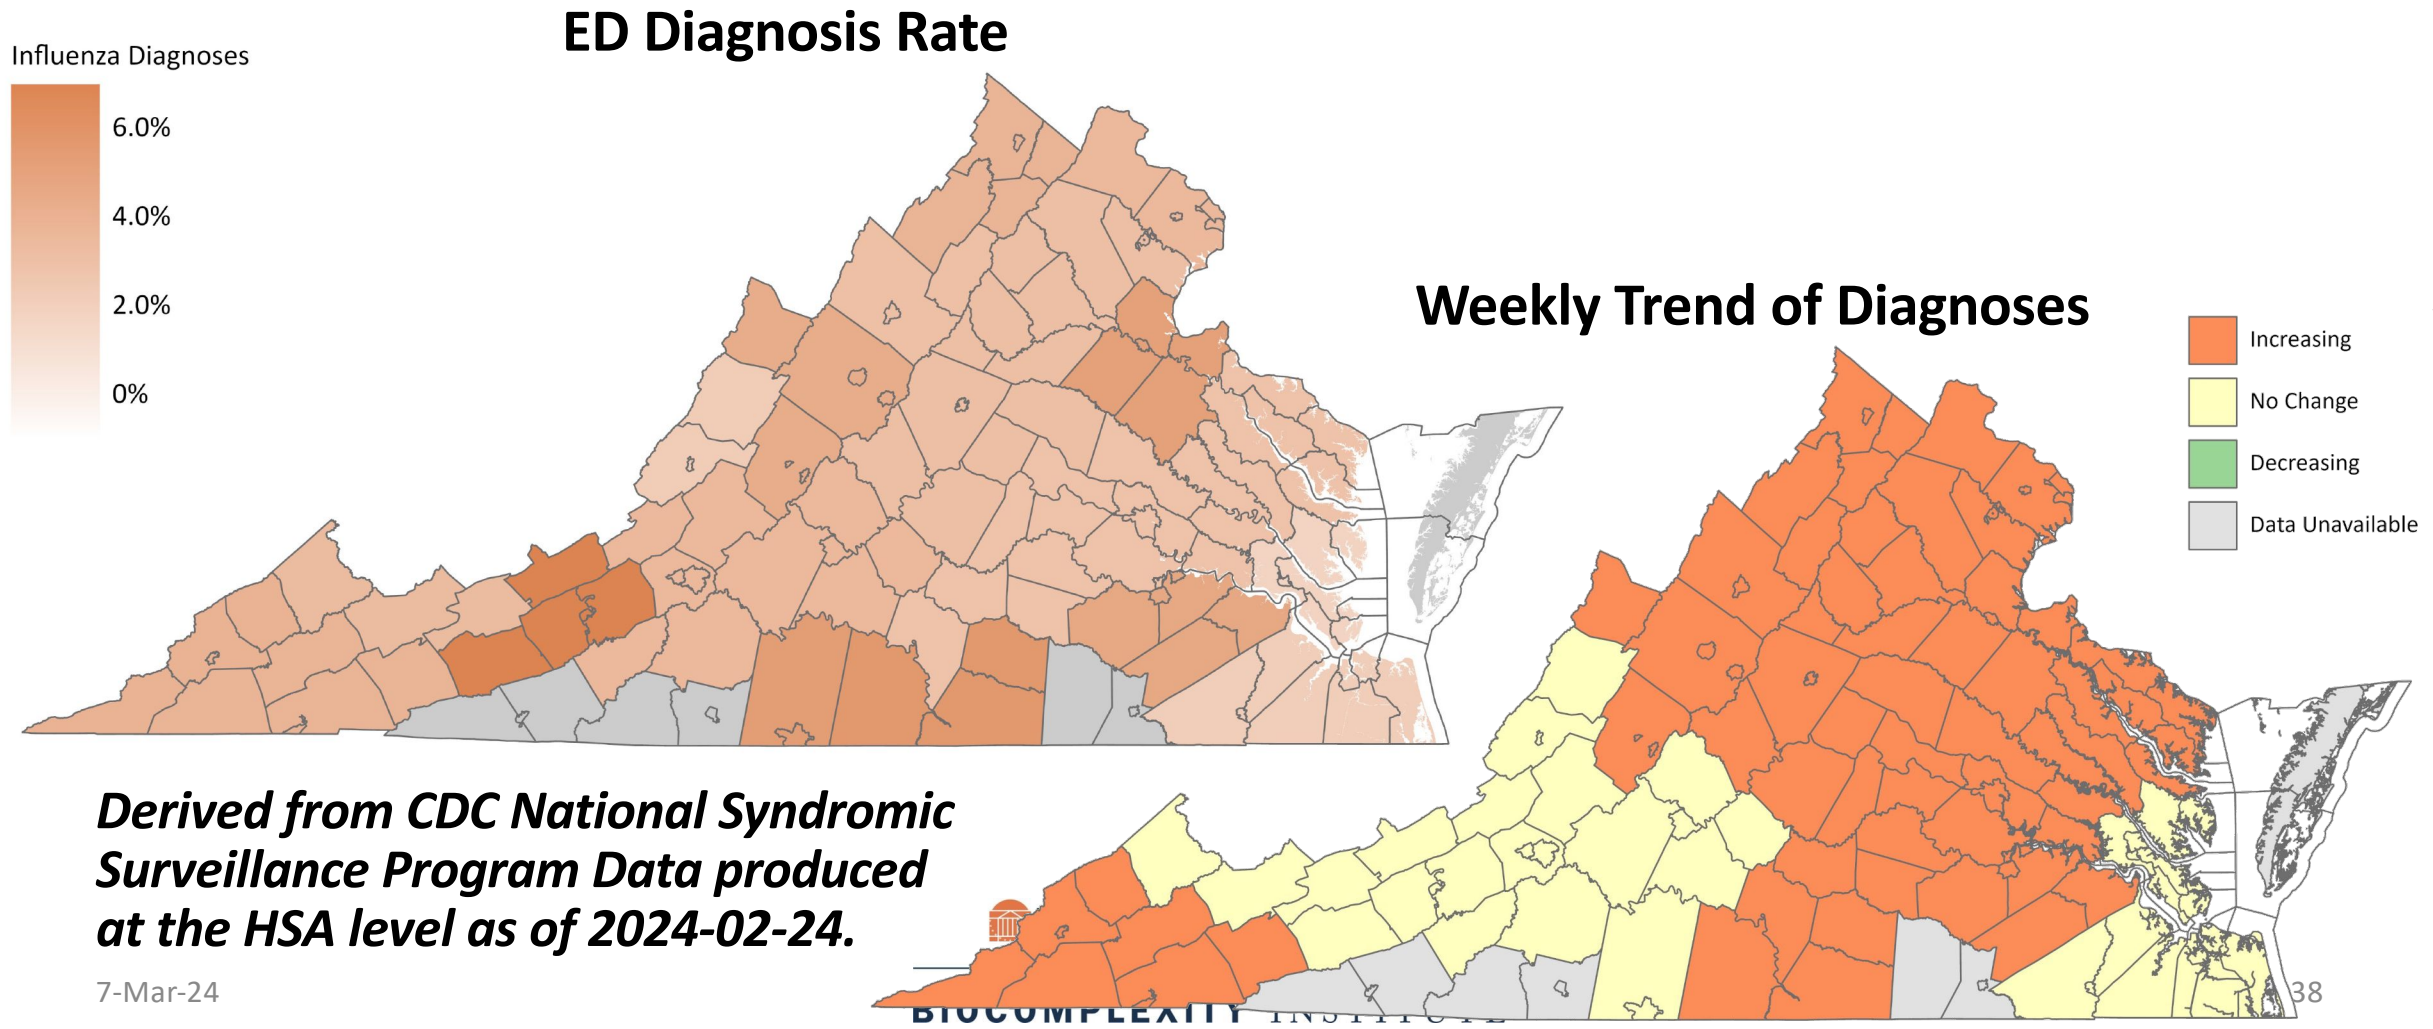 ED Diagnosis Rate
Influenza Diagnoses
6.0%
4.0%
2.0%
0%
Weekly Trend of Diagnoses
Increasing
No Change
Decreasing
Data Unavailable
Derived from CDC National Syndromic
Surveillance Program Data produced
at the HSA level as of 2024-02-24.
7-Mar-24
BIOCOMPLEXITY INSTITUTE
38